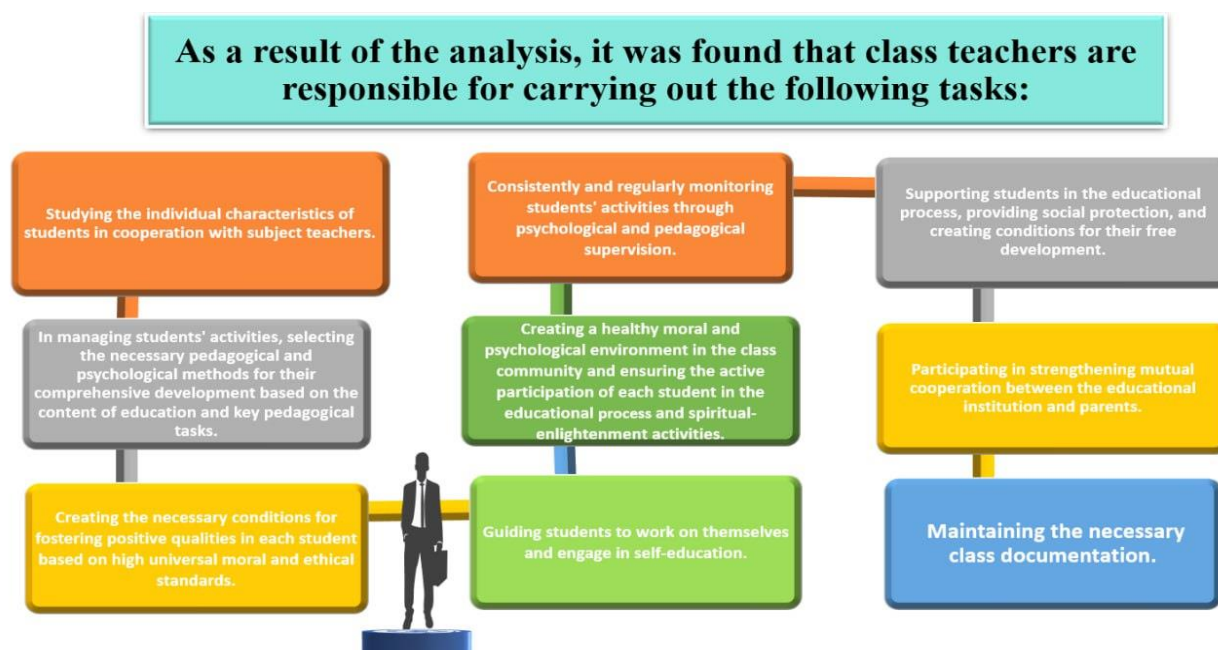 As a result of the analysis, it was found that class teachers are
responsible for carrying out the following tasks:
Studying the individual characteristics of
students in cooperation with subject teachers.
In managing students' activities, selecting
the necessary pedagogical and
psychological methods for their
comprehensive development based on the
content of education and key pedagogical
tasks.
Creating the necessary conditions for
fostering positive qualities in each student
based on high universal moral and ethical
standards.
Guiding students to work on themselves
and engage in self-education.
Creating a healthy moral and
psychological environment in the class
community and ensuring the active
participation of each student in the
educational process and spiritual-
enlightenment activities.
Consistently and regularly monitoring
students' activities through
psychological and pedagogical
supervision.
Supporting students in the educational
process, providing social protection, and
creating conditions for their free
development.
Participating in strengthening mutual
cooperation between the educational
institution and parents.
Maintaining the necessary
class documentation.